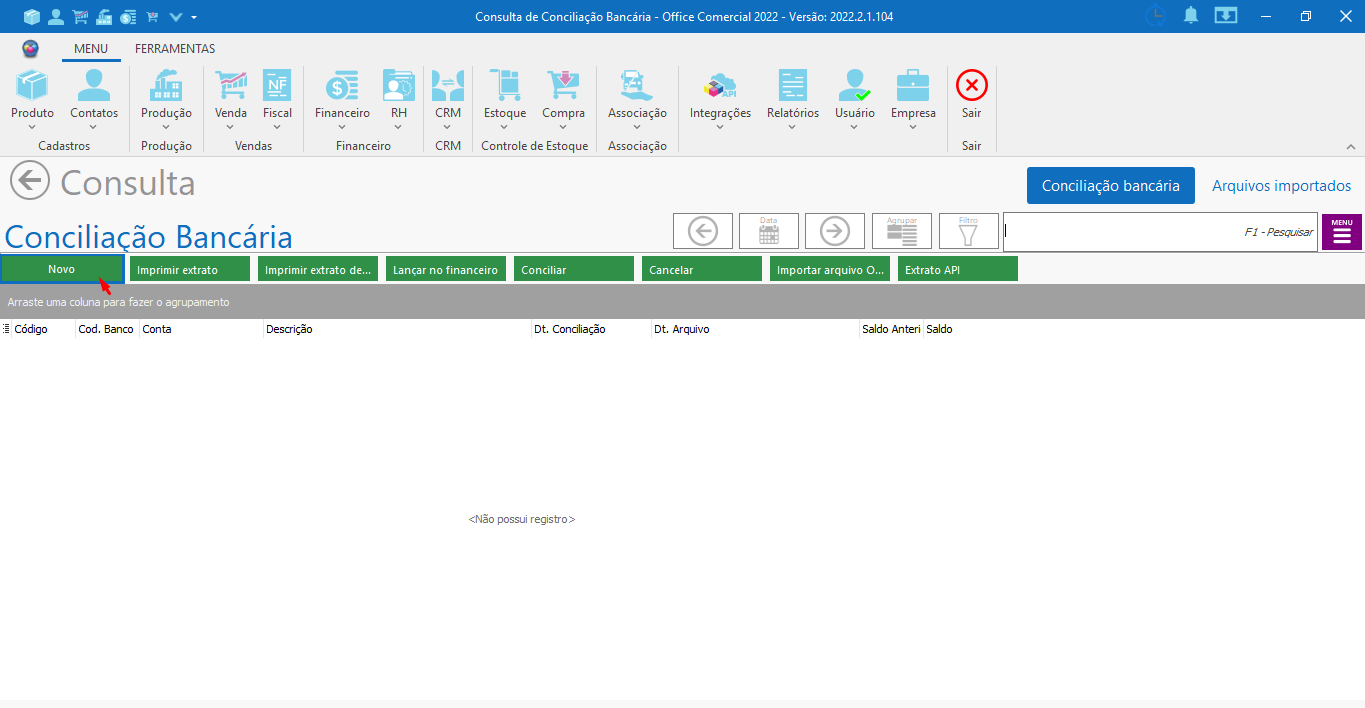 Consulta de Conciliação Bancária - Office Comercial 2022 - Versão: 2022.2.1.104
MENU FERRAMENTAS
NF
API
Produto Contatos Produção Venda Fiscal Financeiro RH CRM Estoque Compra Associação Integrações Relatórios Usuário Empresa Sair
Cadastros Produção Vendas Financeiro CRM Controle de Estoque Associação Sair
Consulta
Conciliação bancária Arquivos importados
Conciliação Bancária
Data Agrupar Filtro F1 - Pesquisar MENU
Novo Imprimir extrato Imprimir extrato de... Lançar no financeiro Conciliar Cancelar Importar arquivo O... Extrato API
Arraste uma coluna para fazer o agrupamento
Código Cod. Banco Conta Descrição Dt. Conciliação Dt. Arquivo Saldo Anteri Saldo
<Não possui registro>